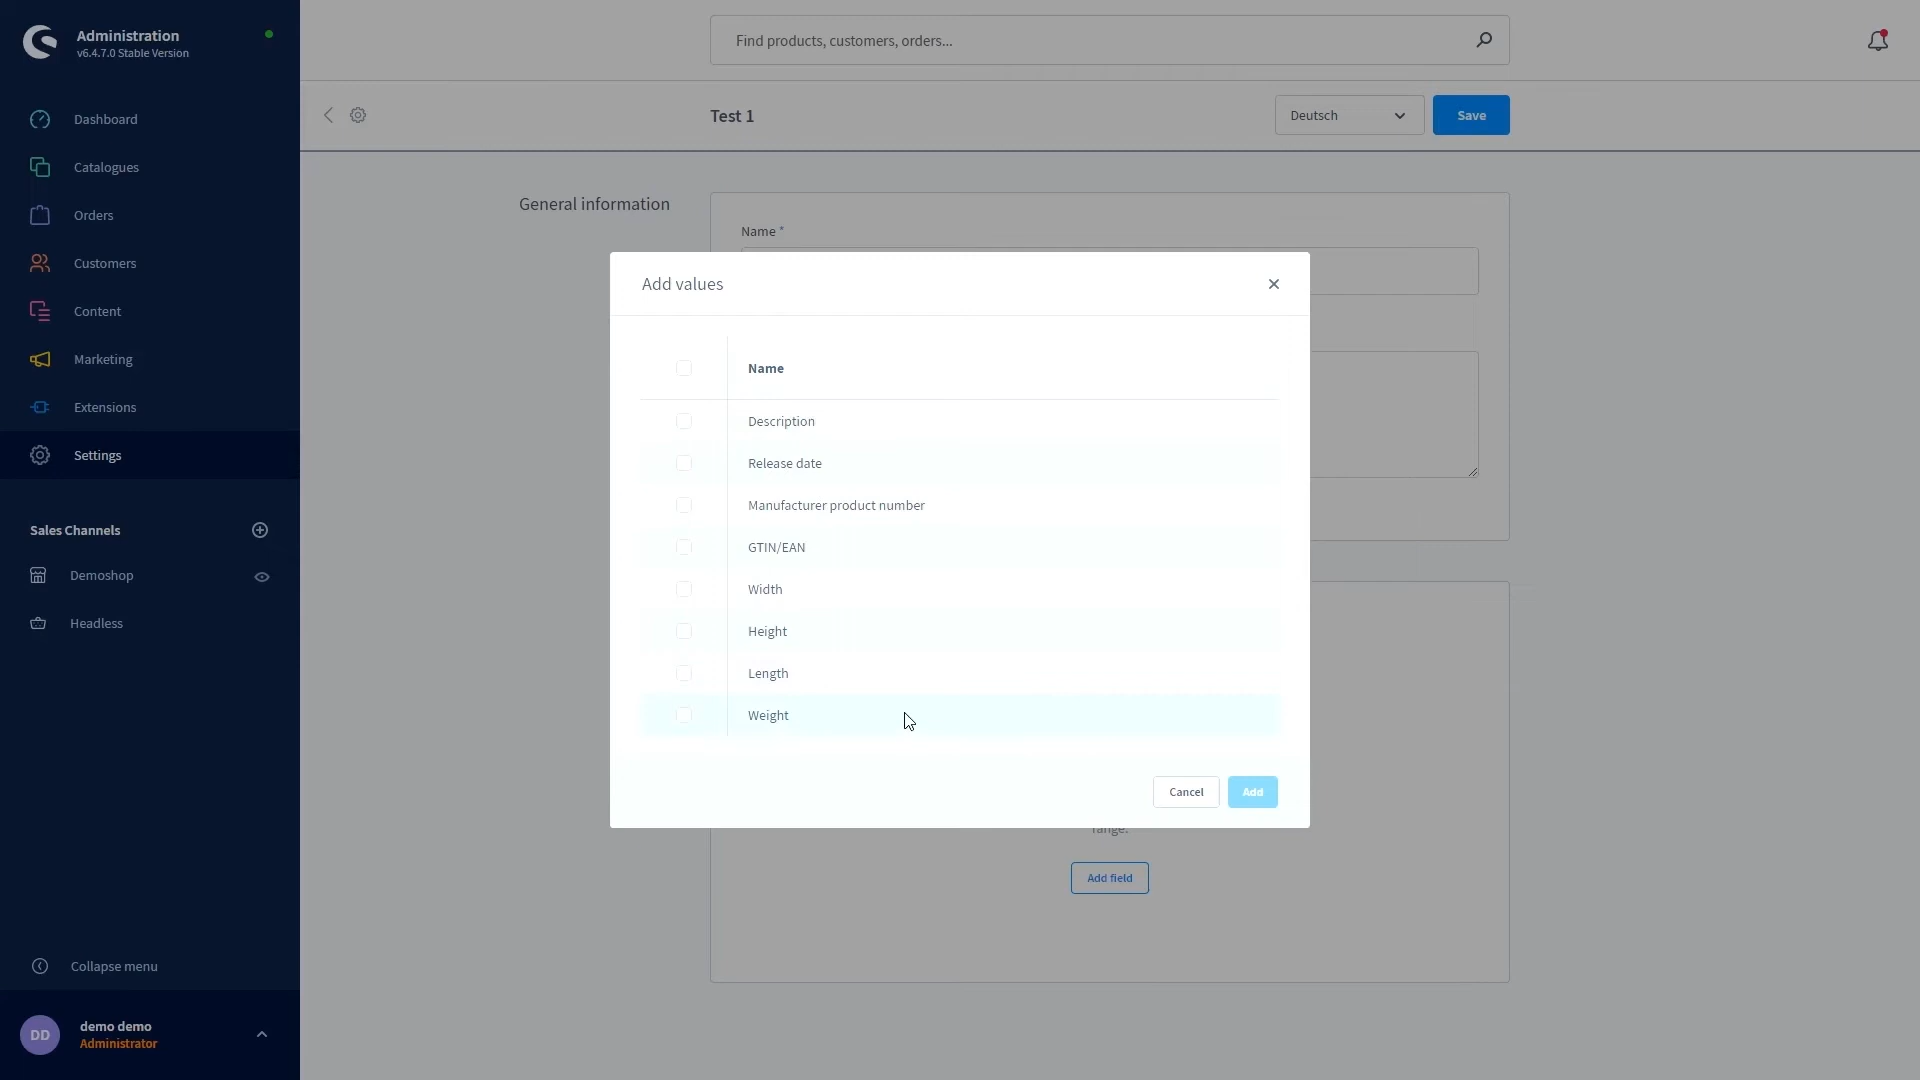 Administration
v6.4.7.0 Stable Version
Find products, customers, orders...
Dashboard
Catalogues
Orders
Customers
Content
Marketing
Extensions
Settings
Sales Channels
Demoshop
Headless
Collapse menu
DD
demo demo
Administrator
Test 1
Deutsch
Save
General information
Name *
Add values
Name
Description
Release date
Manufacturer product number
GTIN/EAN
Width
Height
Length
Weight
Cancel
Add
range.
Add field